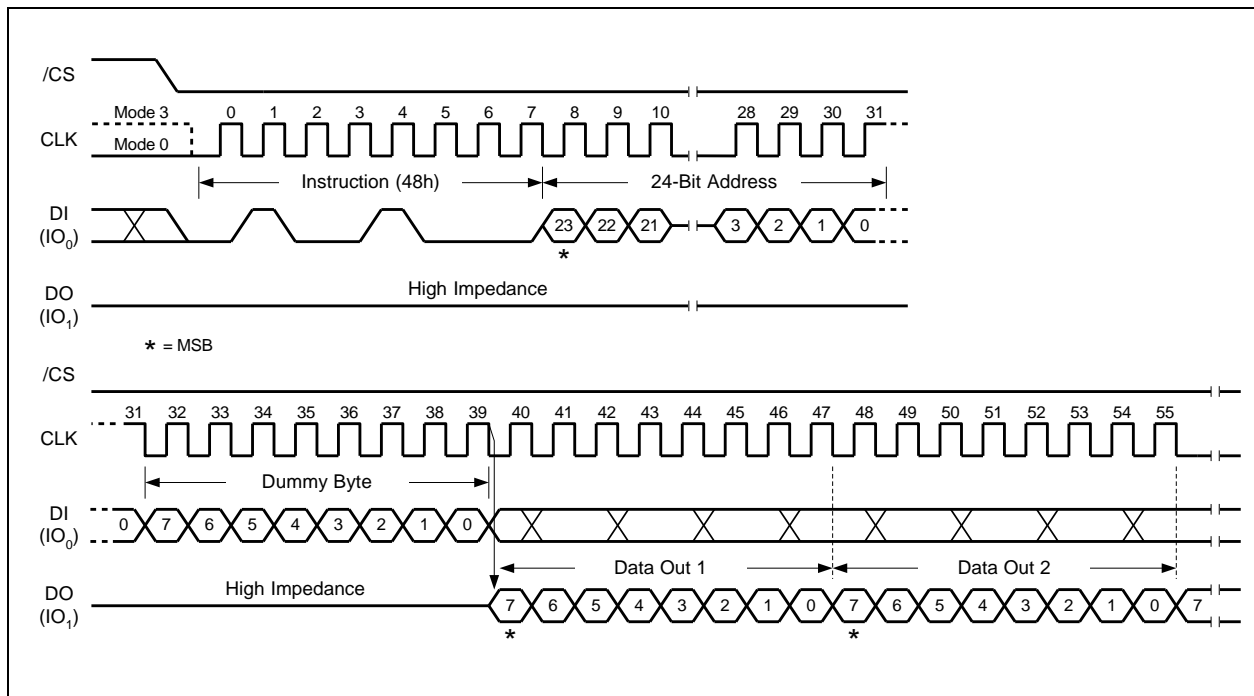 /CS
Mode 3 0 1 2 3 4 5 6 7 8 9 10 28 29 30 31
CLK
Mode 0
Instruction (48h) 24-Bit Address
DI
(IO0) 23 22 21 3 2 1 0
*
High Impedance
DO
(IO1)
* = MSB
/CS
31 32 33 34 35 36 37 38 39 40 41 42 43 44 45 46 47 48 49 50 51 52 53 54 55
CLK
Dummy Byte
DI
(IO0) 0 7 6 5 4 3 2 1 0
Data Out 1 Data Out 2
High Impedance
DO
(IO1) 7 6 5 4 3 2 1 0 7 6 5 4 3 2 1 0 7
* *